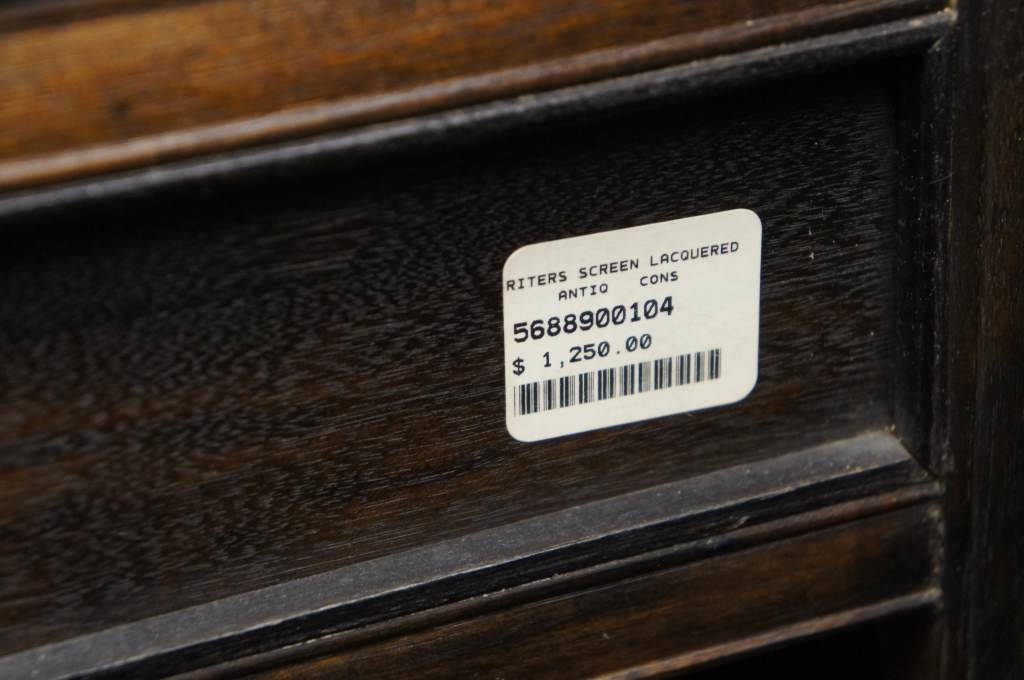 RITERS SCREEN LACQUERED
ANTIQ CONS
5688900104
$ 1,250.00